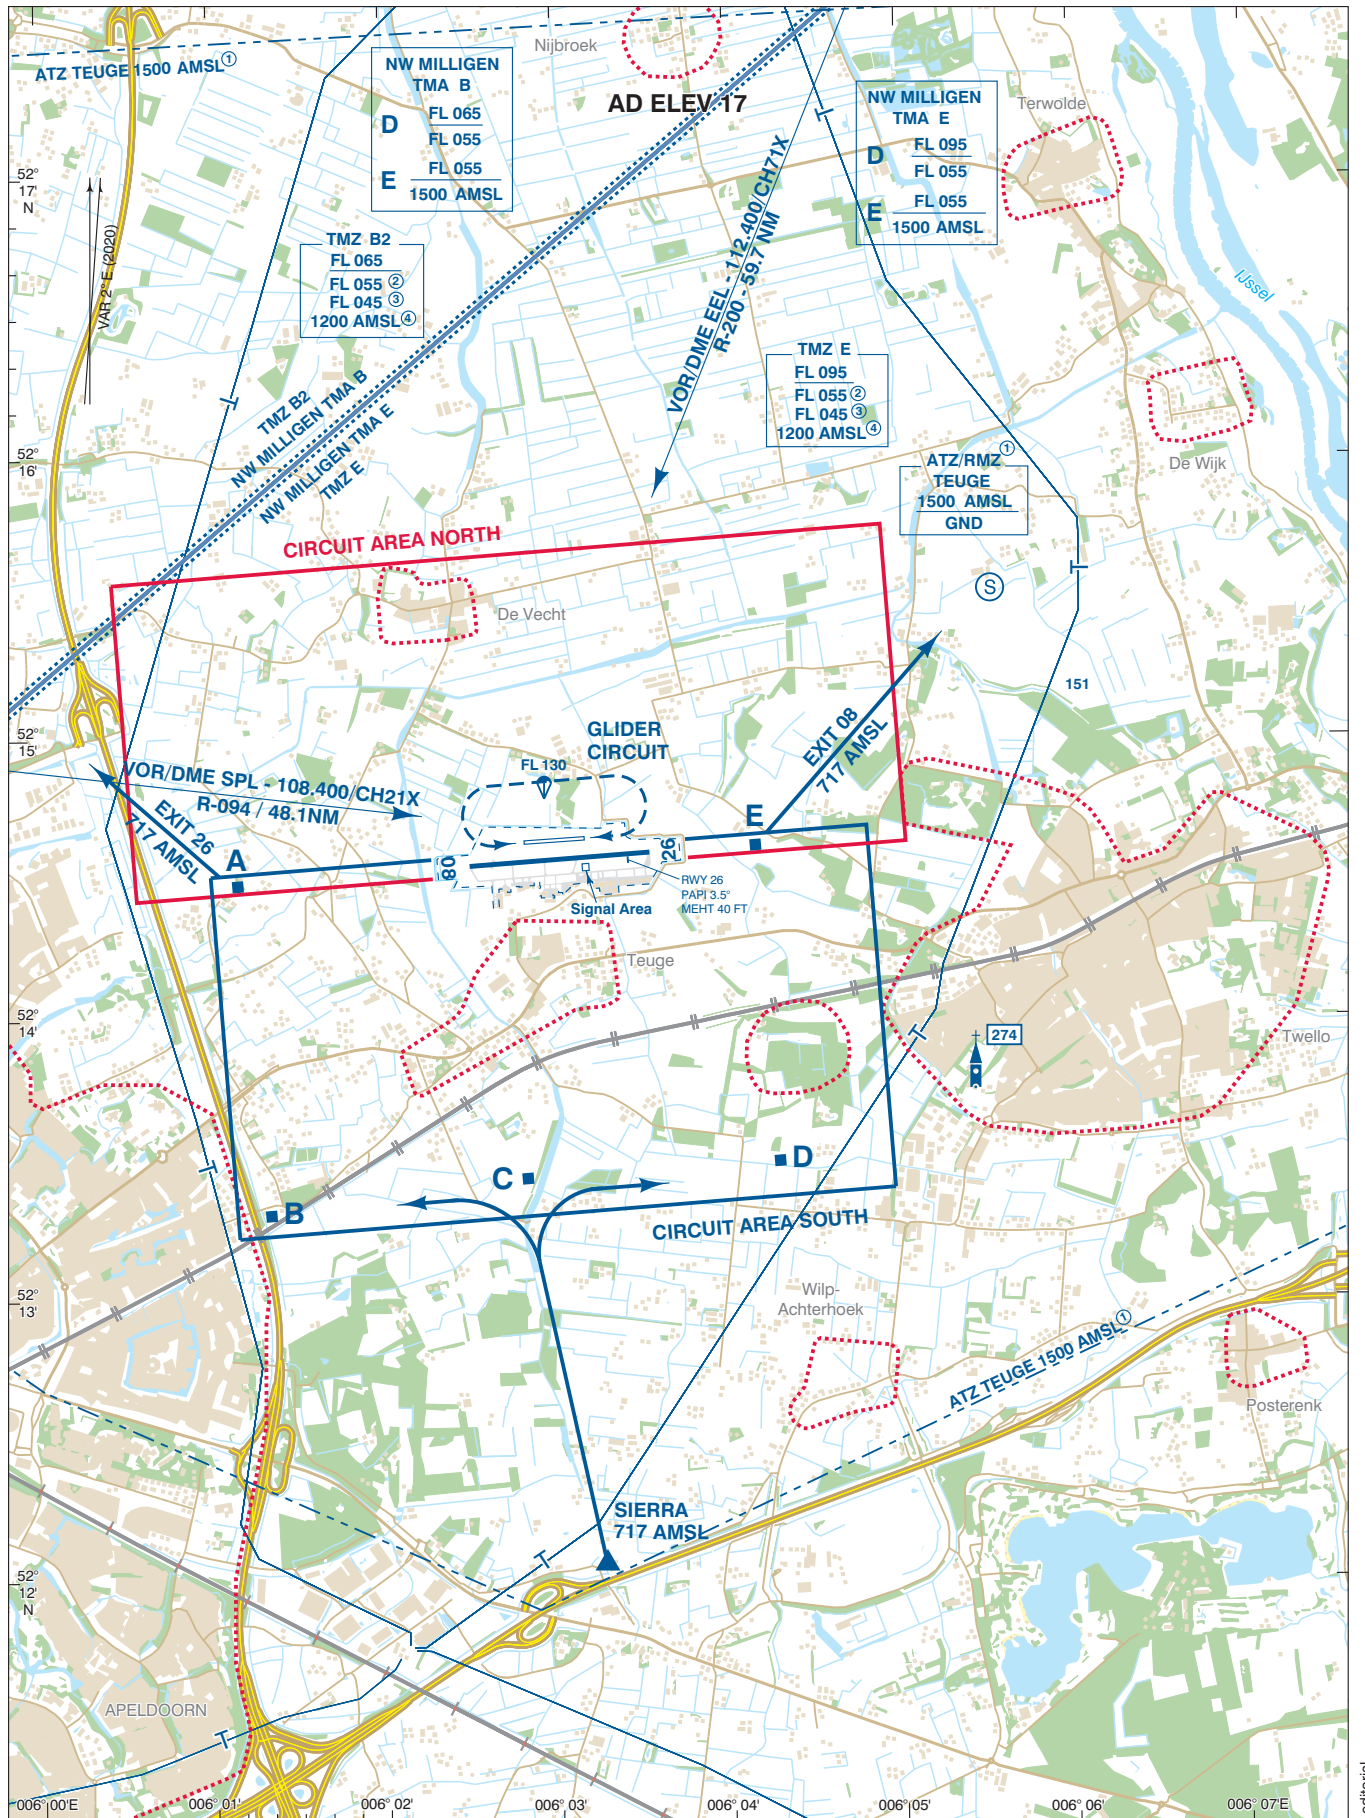 Nijbroek
ATZ TEUGE 1500 AMSL①
NW MILLIGEN
TMA B
D
FL 065
FL 055
E
FL 055
1500 AMSL
AD ELEV 17
NW MILLIGEN
TMA E
D
FL 095
FL 055
E
FL 055
1500 AMSL
Terwolde
52°
17'
N
VAR 2° E (2020)
TMZ B2
FL 065
FL 055 ②
FL 045 ③
1200 AMSL④
VOR/DME EEL - 112.400/CH71X
R-200 - 59.7 NM
IJssel
TMZ E
FL 095
FL 055②
FL 045③
1200 AMSL④
TMZ B2
NW MILLIGEN TMA B
NW MILLIGEN TMA E
TMZ E
De Wijk
52°
16'
ATZ/RMZ①
TEUGE
1500 AMSL
GND
CIRCUIT AREA NORTH
S
De Vecht
151
52°
15'
GLIDER
CIRCUIT
FL 130
EXIT 08
717 AMSL
VOR/DME SPL - 108.400/CH21X
R-094 / 48.1NM
EXIT 26
717 AMSL
A
E
08
26
RWY 26
PAPI 3.5°
MEHT 40 FT
Signal Area
Teuge
52°
14'
274
Twello
C
D
B
CIRCUIT AREA SOUTH
Wilp-
Achterhoek
52°
13'
ATZ TEUGE 1500 AMSL①
Posterenk
SIERRA
717 AMSL
52°
12'
N
APELDOORN
006° 00'E
006° 01'
006° 02'
006° 03'
006° 04'
006° 05'
006° 06'
006° 07'E